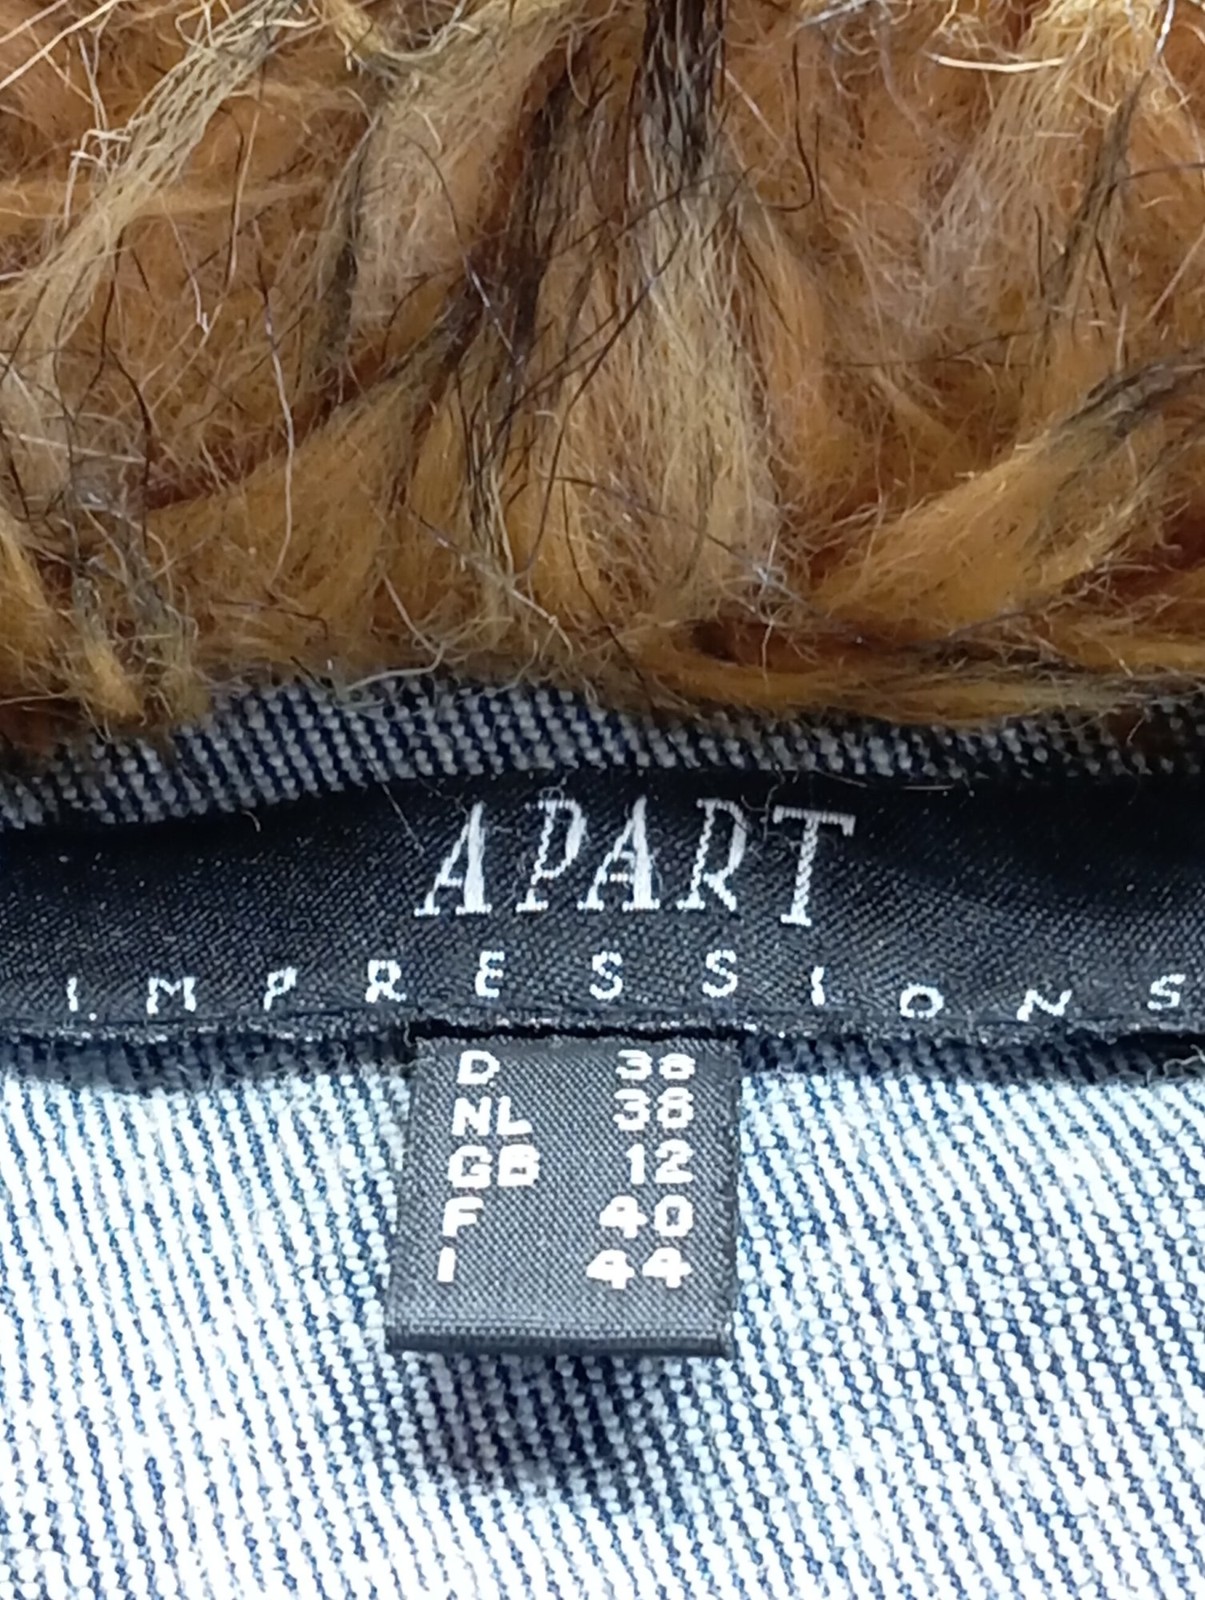 APART
IMPRESSIONS
D 38
NL 38
GB 12
F 40
I 44